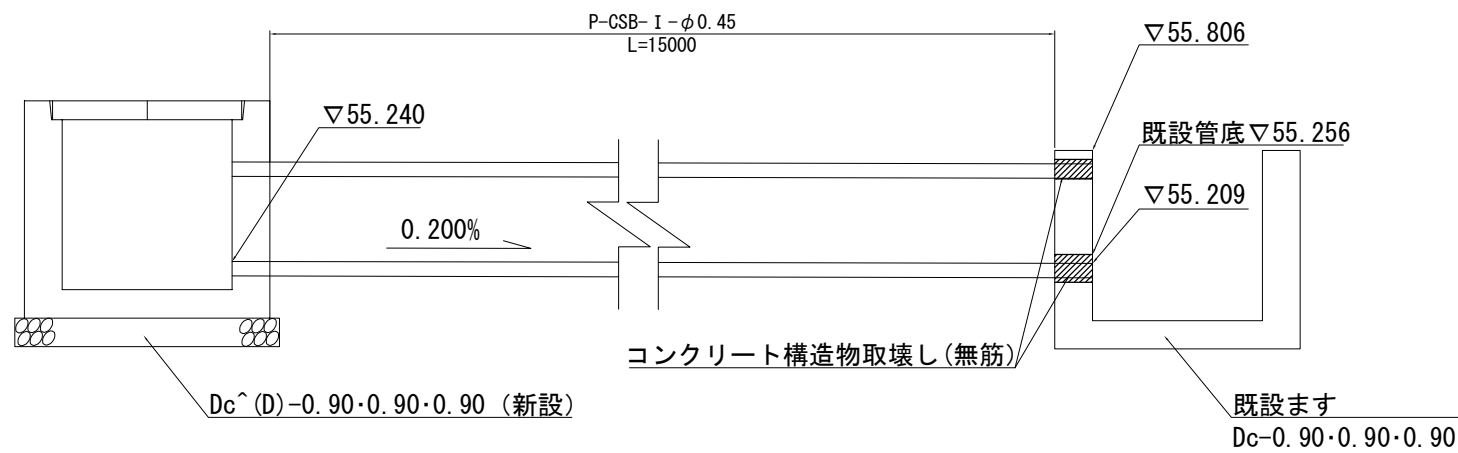 P-CSB-Ⅰ-φ0.45
L=15000
▽55.806
▽55.240
既設管底▽55.256
▽55.209
0.200%
コンクリート構造物取壊し(無筋)
Dc^(D)-0.90･0.90･0.90 (新設)
既設ます
Dc-0.90･0.90･0.90